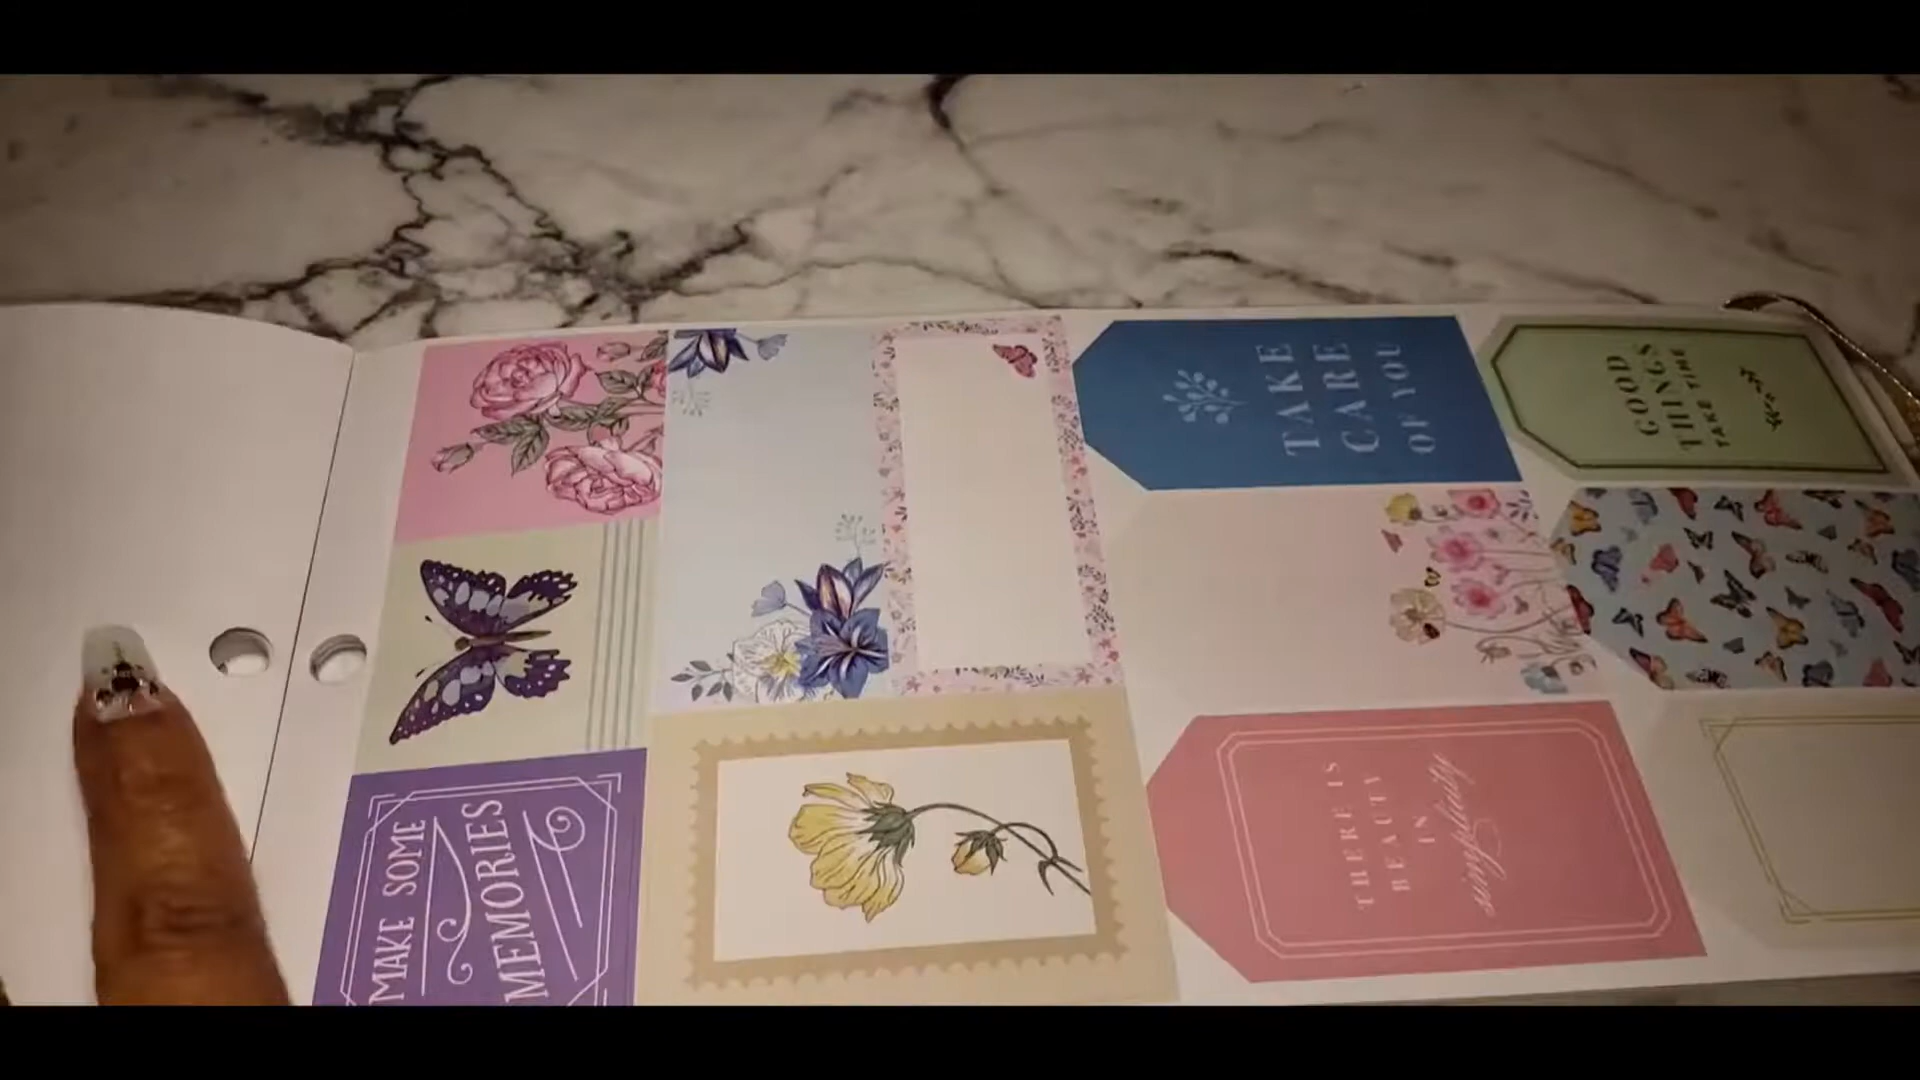 TAKE
CARE
OF YOU
GOOD
THINGS
TAKE TIME
MAKE SOME
MEMORIES
THERE IS
BEAUTY
IN
simplicity